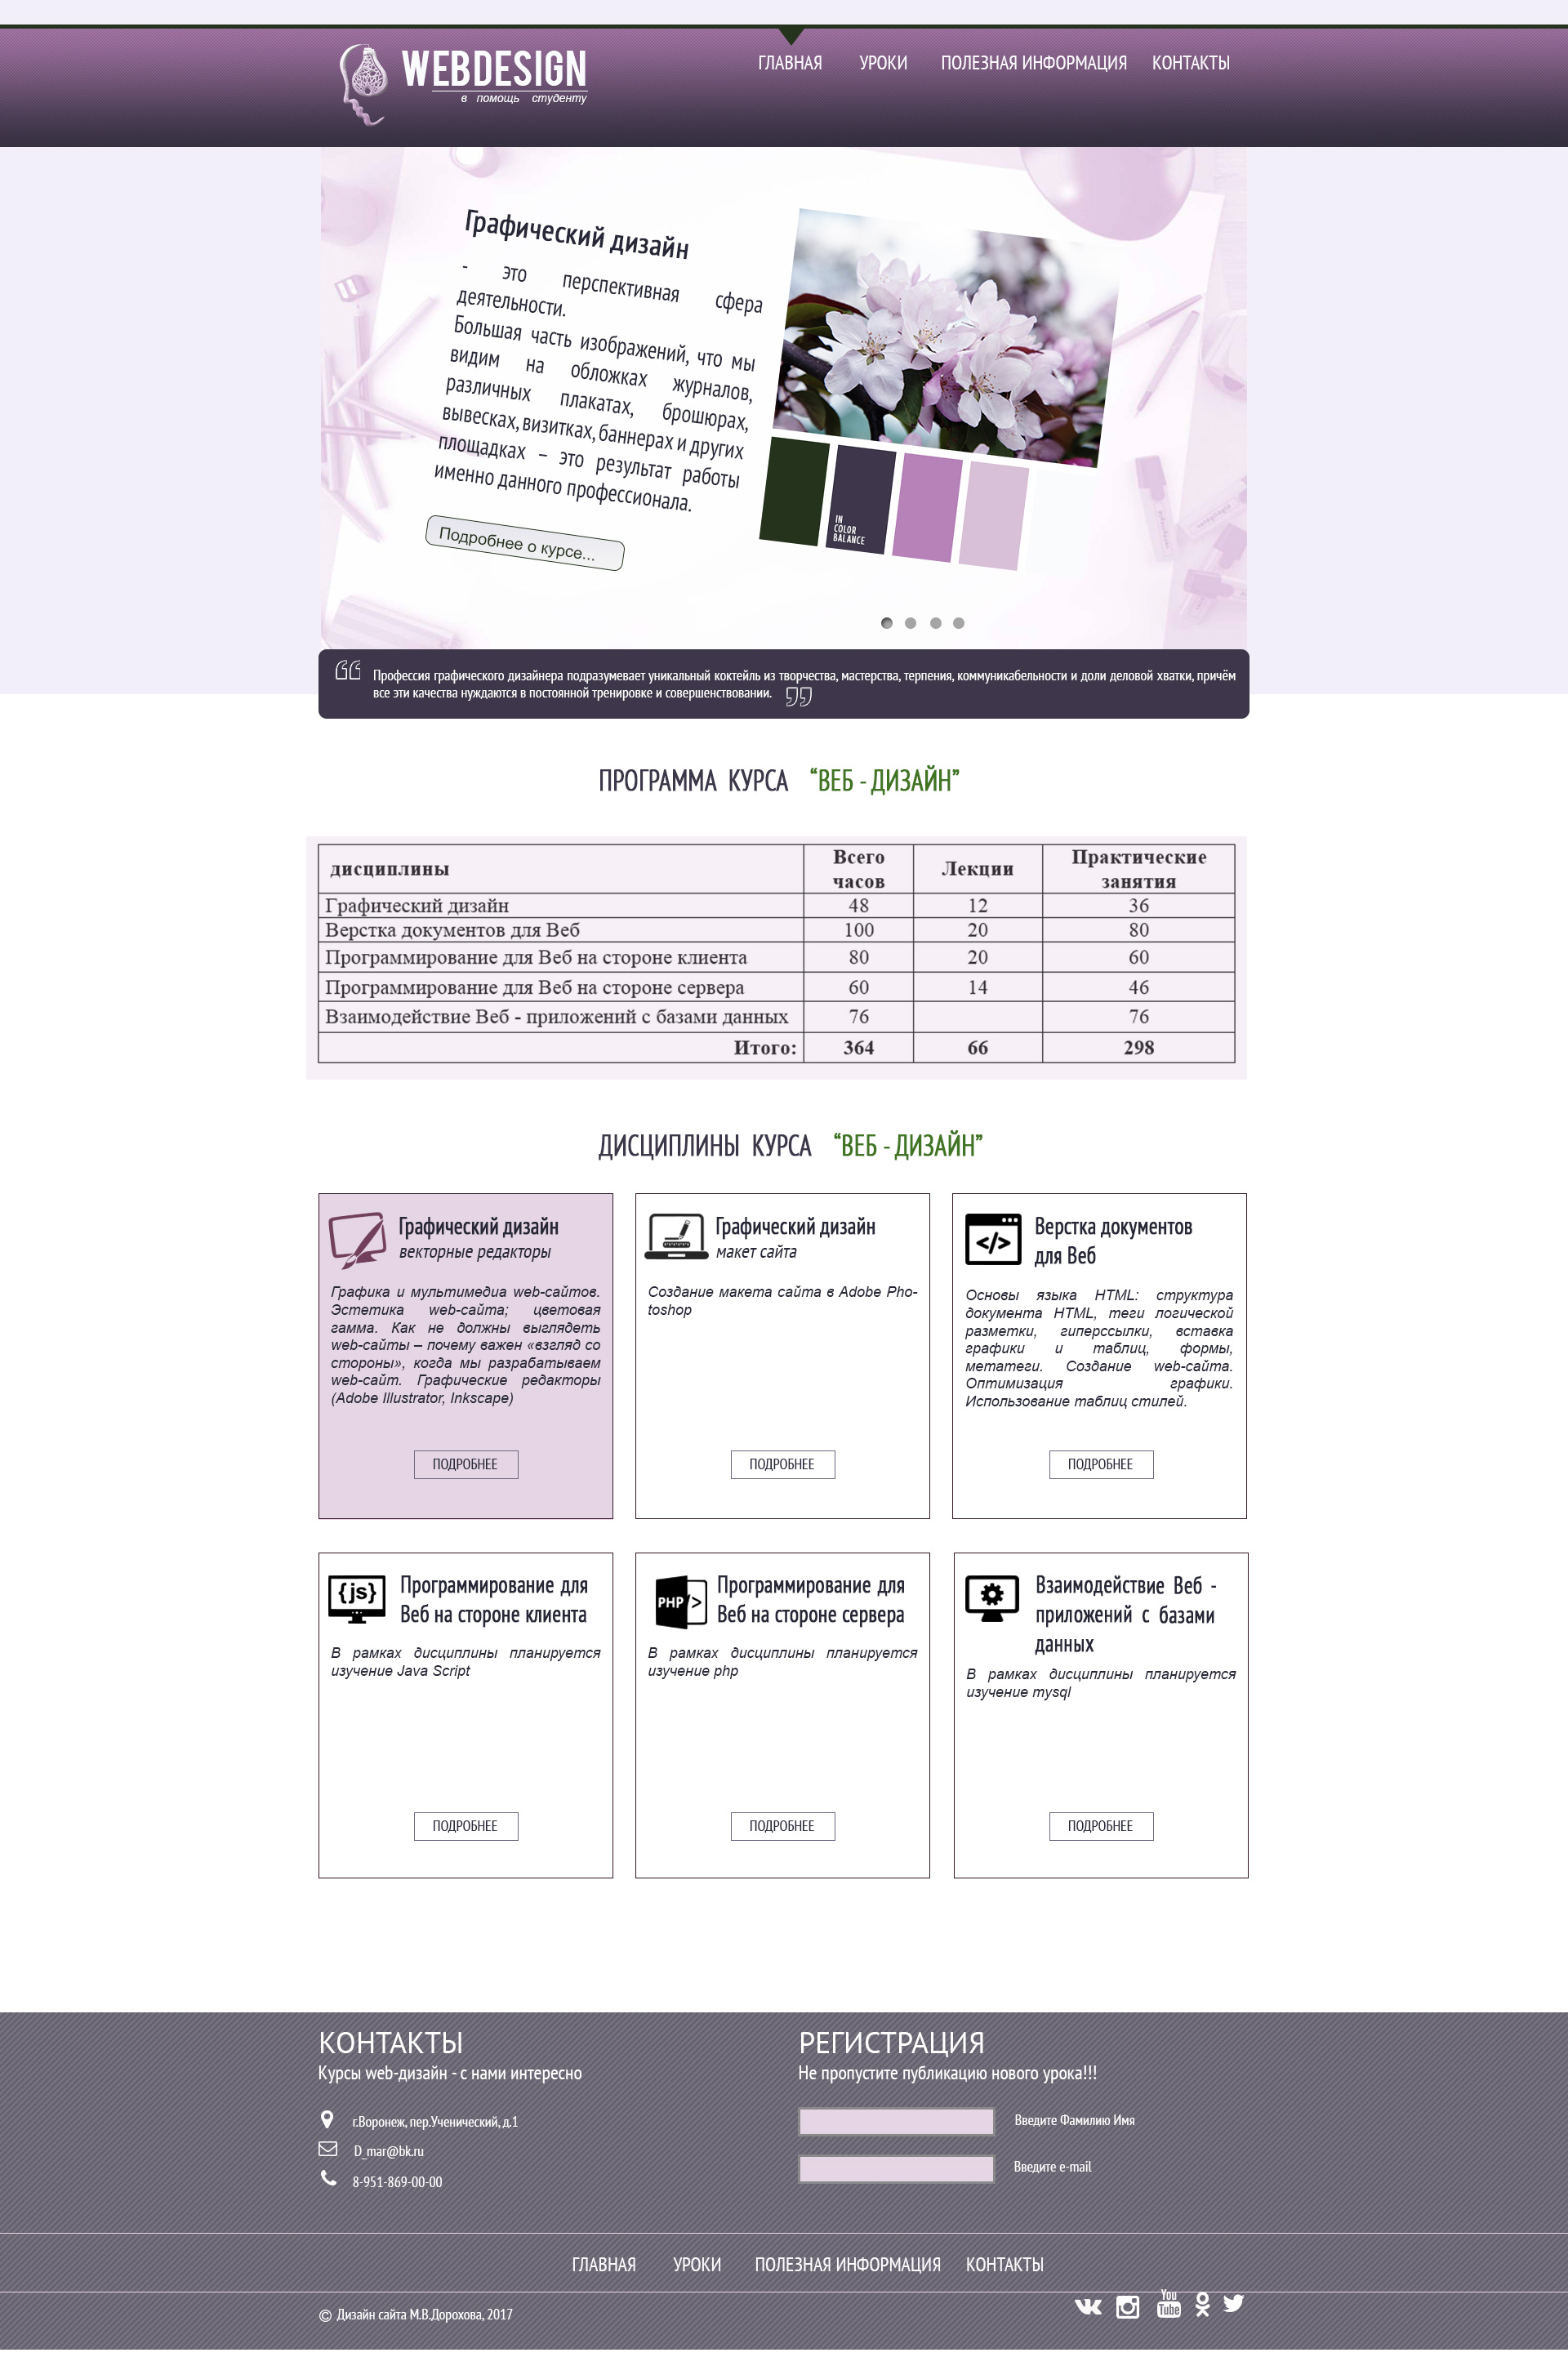 WEBDESIGN
в помощь студенту
ГЛАВНАЯ УРОКИ ПОЛЕЗНАЯ ИНФОРМАЦИЯ КОНТАКТЫ
Графический дизайн
- это перспективная сфера
деятельности.
Большая часть изображений, что мы
видим на обложках журналов,
различных плакатах, брошюрах,
вывесках, визитках, баннерах и других
площадках – это результат работы
именно данного профессионала.
Подробнее о курсе...
IN
COLOR
BALANCE
“ Профессия графического дизайнера подразумевает уникальный коктейль из творчества, мастерства, терпения, коммуникабельности и доли деловой хватки, причём
все эти качества нуждаются в постоянной тренировке и совершенствовании. ”
ПРОГРАММА КУРСА “ВЕБ - ДИЗАЙН”
дисциплины Всего часов Лекции Практические занятия
Графический дизайн 48 12 36
Верстка документов для Веб 100 20 80
Программирование для Веб на стороне клиента 80 20 60
Программирование для Веб на стороне сервера 60 14 46
Взаимодействие Веб - приложений с базами данных 76 76
Итого: 364 66 298
ДИСЦИПЛИНЫ КУРСА “ВЕБ - ДИЗАЙН”
Графический дизайн
векторные редакторы
Графика и мультимедиа web-сайтов.
Эстетика web-сайта; цветовая
гамма. Как не должны выглядеть
web-сайты – почему важен «взгляд со
стороны», когда мы разрабатываем
web-сайт. Графические редакторы
(Adobe Illustrator, Inkscape)
ПОДРОБНЕЕ
Графический дизайн
макет сайта
Создание макета сайта в Adobe Pho-
toshop
ПОДРОБНЕЕ
</>
Верстка документов
для Веб
Основы языка HTML: структура
документа HTML, теги логической
разметки, гиперссылки, вставка
графики и таблиц, формы,
метатеги. Создание web-сайта.
Оптимизация графики.
Использование таблиц стилей.
ПОДРОБНЕЕ
{js}
Программирование для
Веб на стороне клиента
В рамках дисциплины планируется
изучение Java Script
ПОДРОБНЕЕ
PHP </>
Программирование для
Веб на стороне сервера
В рамках дисциплины планируется
изучение php
ПОДРОБНЕЕ
Взаимодействие Веб -
приложений с базами
данных
В рамках дисциплины планируется
изучение mysql
ПОДРОБНЕЕ
КОНТАКТЫ
Курсы web-дизайн - с нами интересно
г.Воронеж, пер.Ученический, д.1
D_mar@bk.ru
8-951-869-00-00
РЕГИСТРАЦИЯ
Не пропустите публикацию нового урока!!!
Введите Фамилию Имя
Введите e-mail
ГЛАВНАЯ УРОКИ ПОЛЕЗНАЯ ИНФОРМАЦИЯ КОНТАКТЫ
© Дизайн сайта М.В.Дорохова, 2017
You
Tube